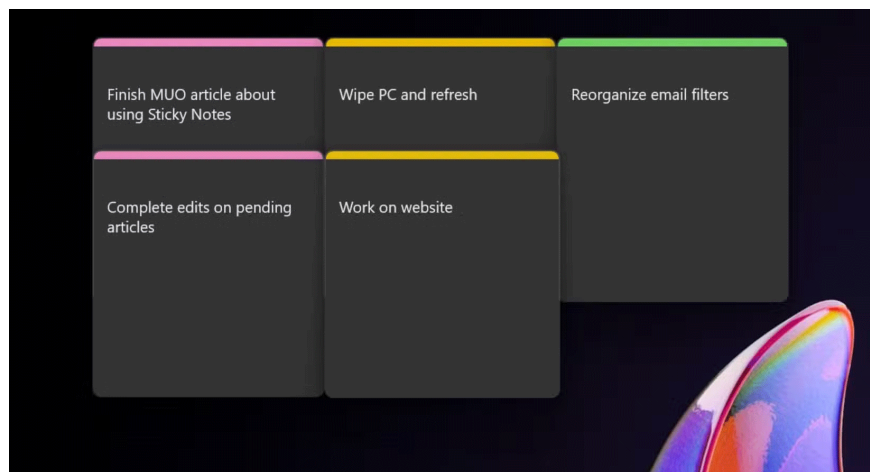 Finish MUO article about
using Sticky Notes
Wipe PC and refresh
Reorganize email filters
Complete edits on pending
articles
Work on website